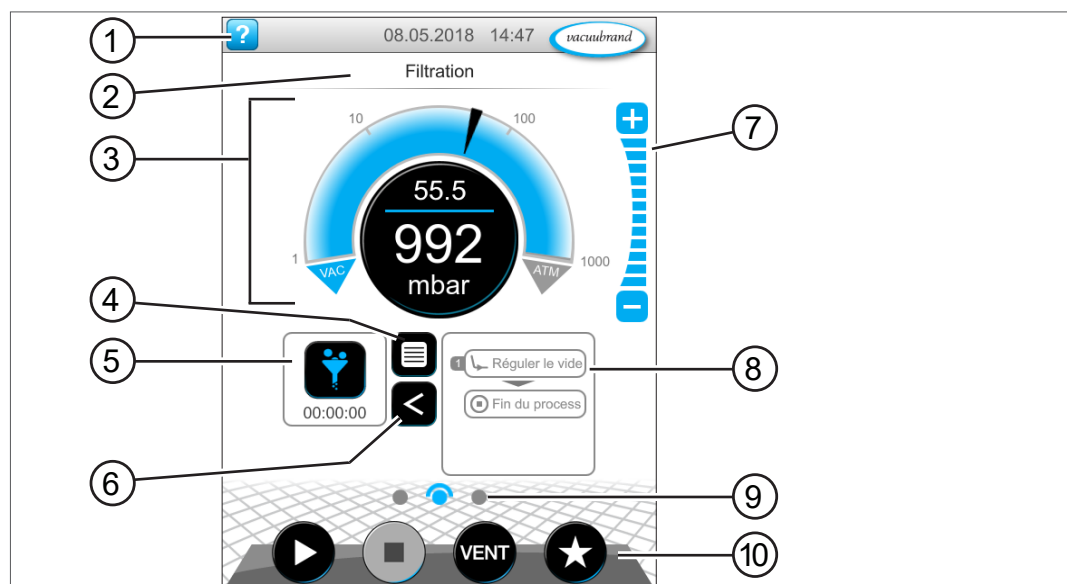 ?
08.05.2018 14:47
vacuubrand
Filtration
10
100
1
1000
VAC
ATM
55.5
992
mbar
+
−
00:00:00
<
1 Réguler le vide
Fin du process
VENT
1
2
3
4
5
6
7
8
9
10